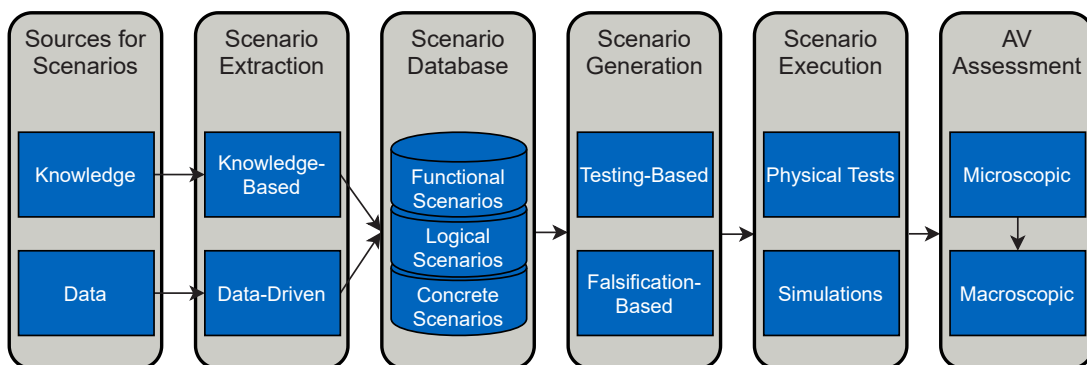 Sources for
Scenarios
Knowledge
Data
Scenario
Extraction
Knowledge-
Based
Data-Driven
Scenario
Database
Functional
Scenarios
Logical
Scenarios
Concrete
Scenarios
Scenario
Generation
Testing-Based
Falsification-
Based
Scenario
Execution
Physical Tests
Simulations
AV
Assessment
Microscopic
Macroscopic